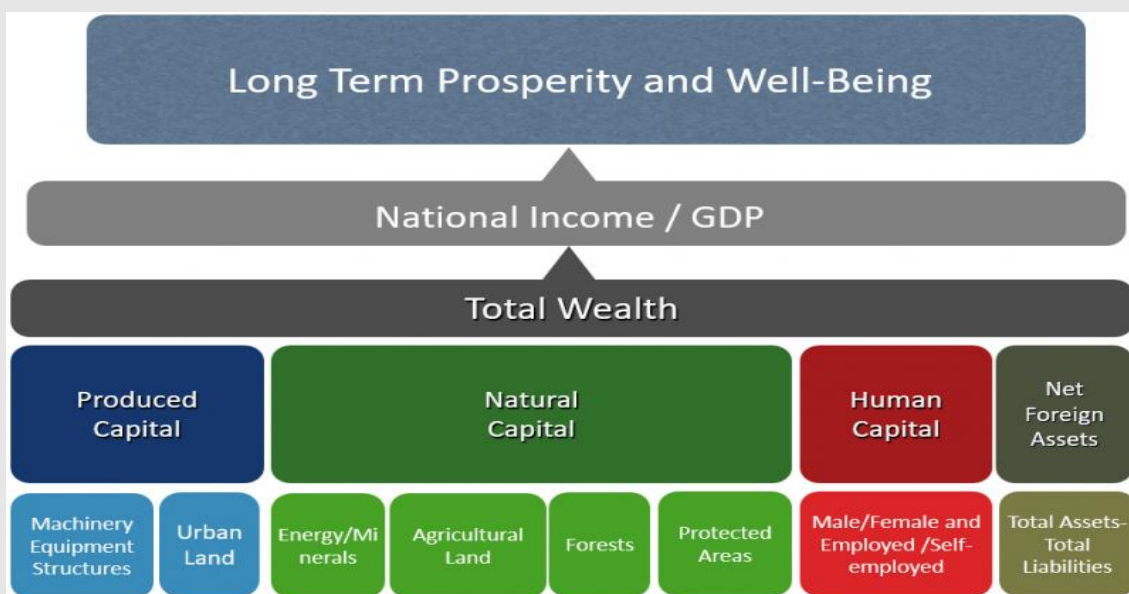 Long Term Prosperity and Well-Being
National Income / GDP
Total Wealth
Produced
Capital
Natural
Capital
Human
Capital
Net
Foreign
Assets
Machinery
Equipment
Structures
Urban
Land
Energy/Mi
nerals
Agricultural
Land
Forests
Protected
Areas
Male/Female and
Employed /Self-
employed
Total Assets-
Total
Liabilities